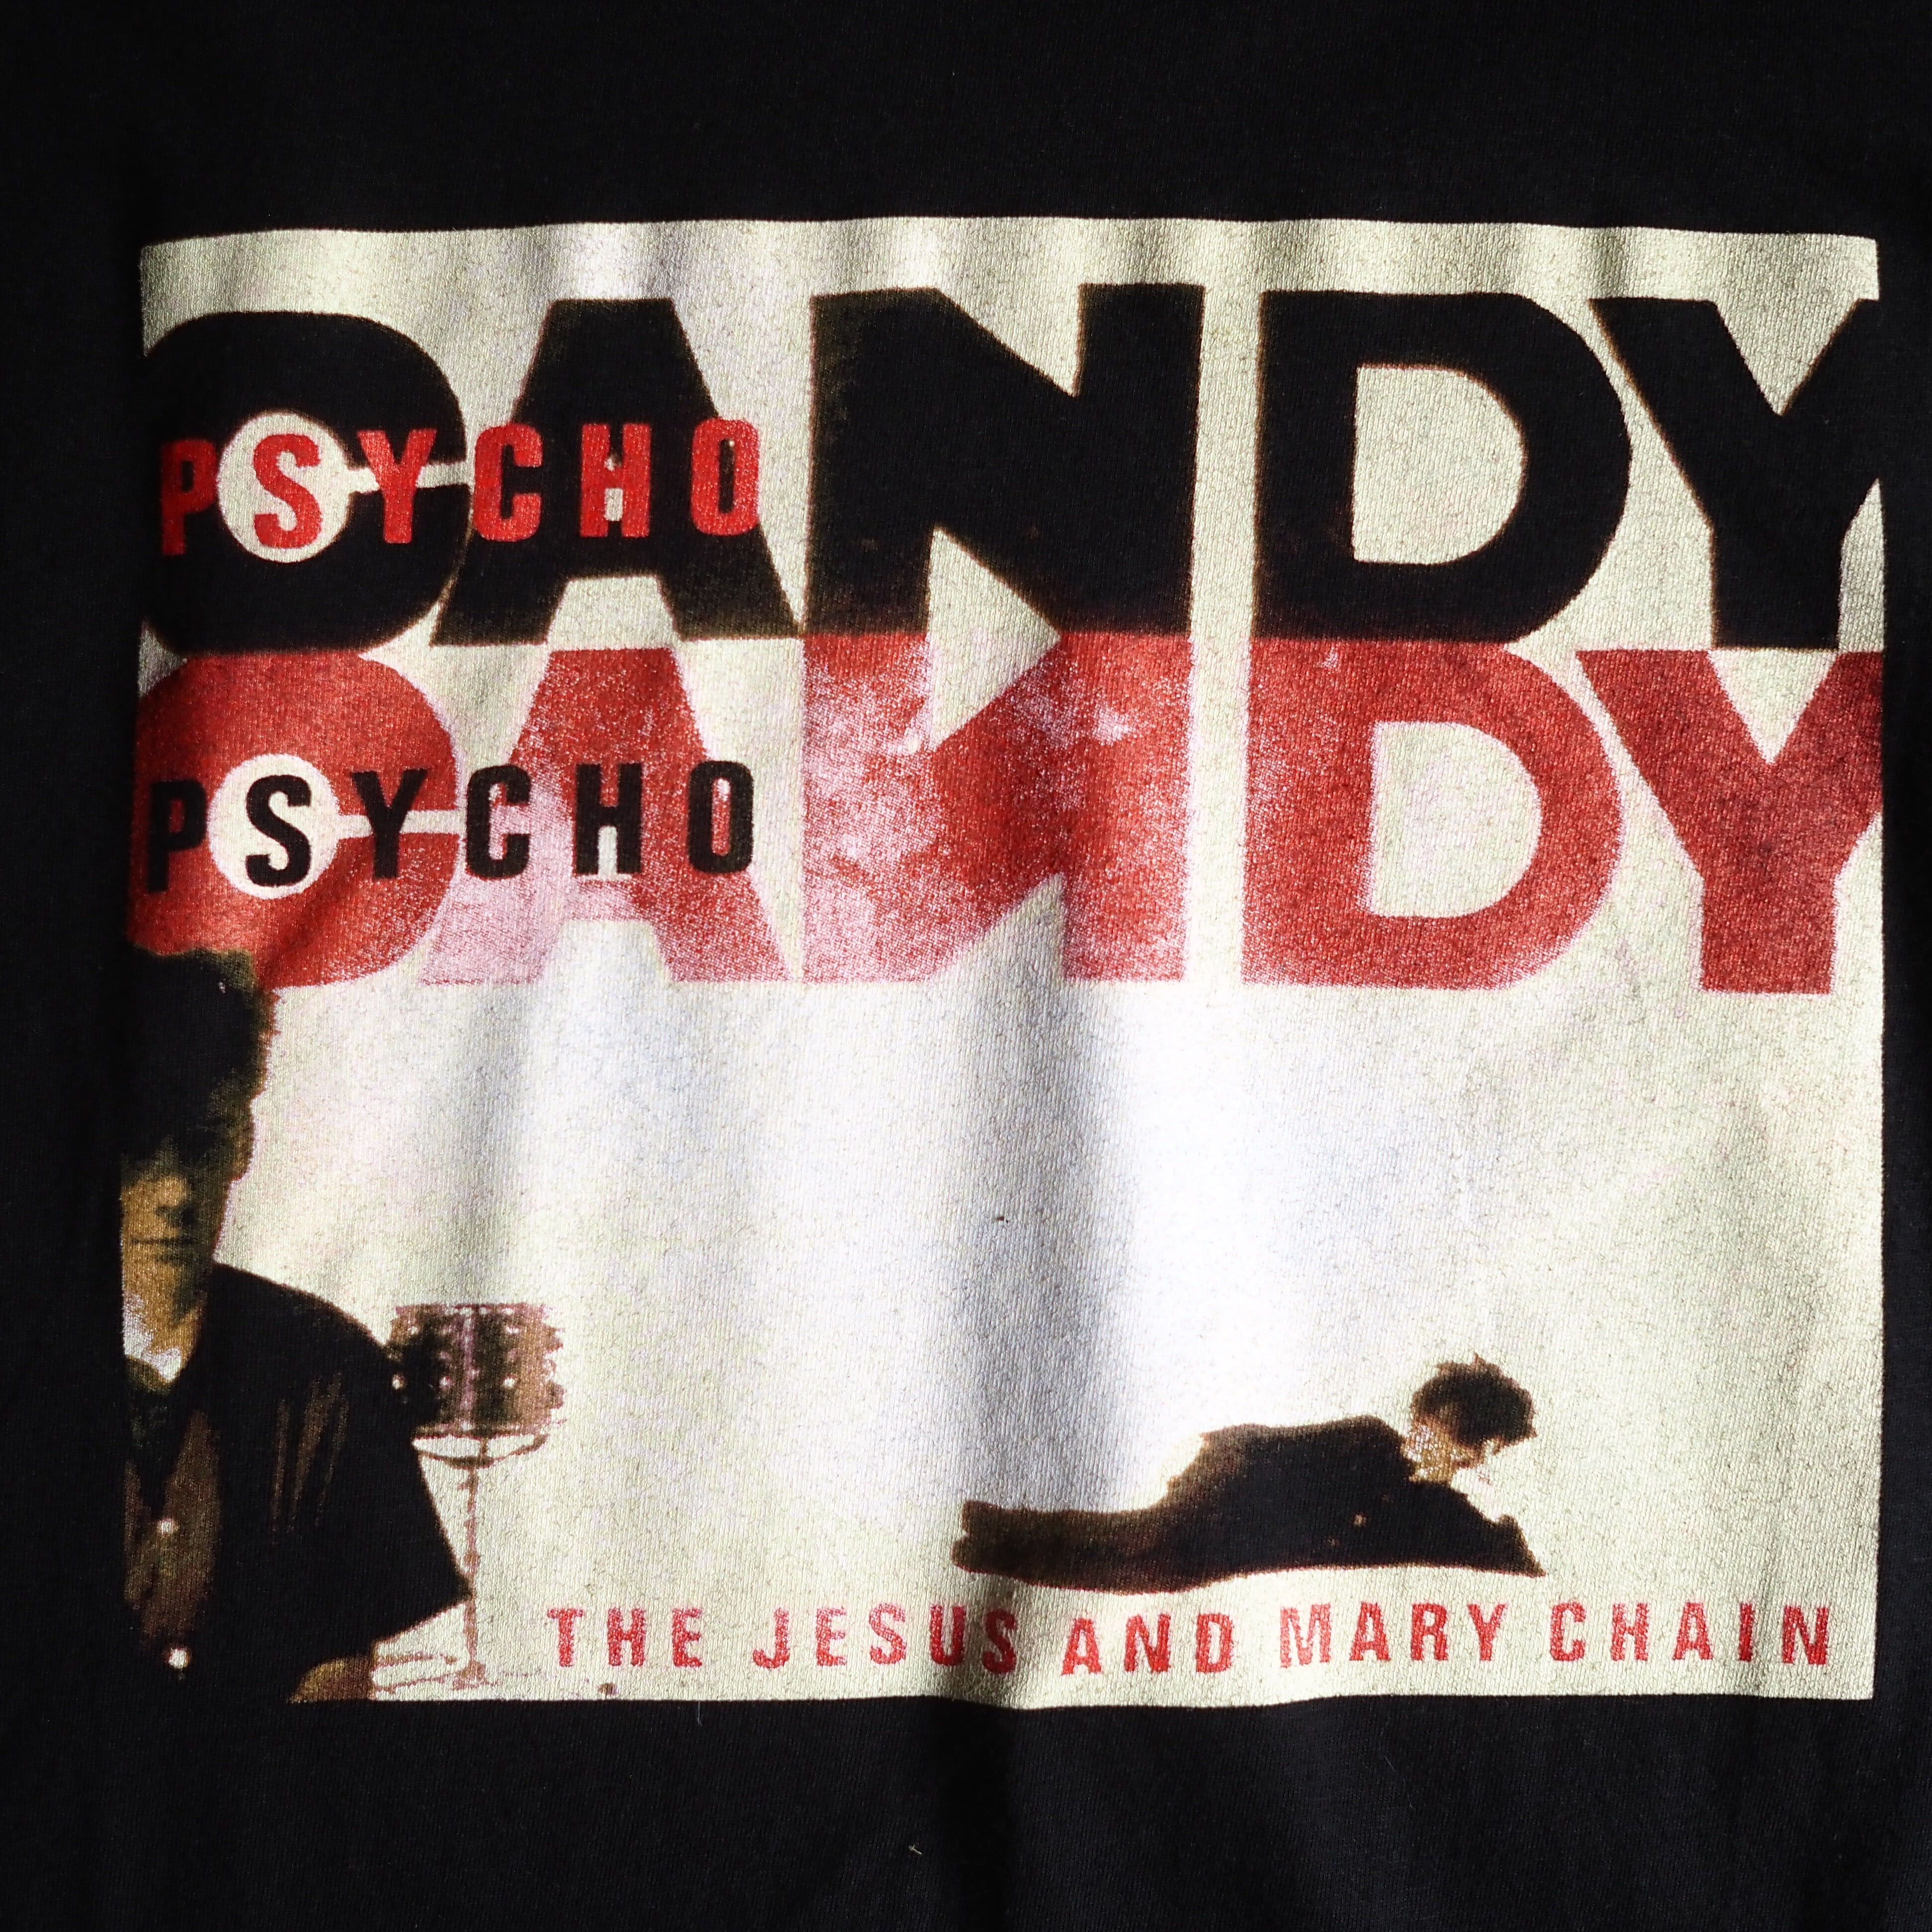 CANDY
PSYCHO
CANDY
PSYCHO
THE JESUS AND MARY CHAIN